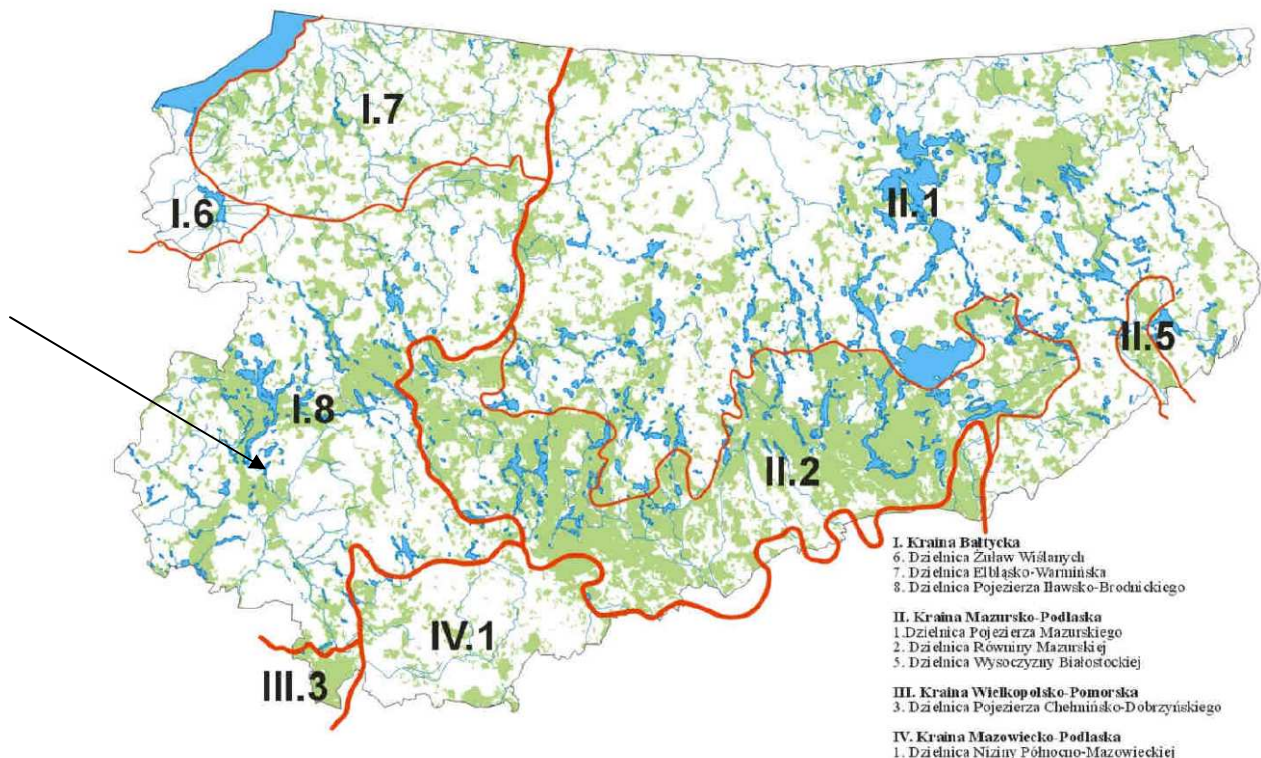 I.7
I.6
II.1
II.5
I.8
II.2
IV.1
III.3
I. Kraina Bałtycka
6. Dzielnica Żuław Wiślanych
7. Dzielnica Elbląsko-Warmińska
8. Dzielnica Pojezierza Iławsko-Brodnickiego
II. Kraina Mazursko-Podlaska
1.Dzielnica Pojezierza Mazurskiego
2. Dzielnica Równiny Mazurskiej
5. Dzielnica Wysoczyzny Białostockiej
III. Kraina Wielkopolsko-Pomorska
3. Dzielnica Pojezierza Chełmińsko-Dobrzyńskiego
IV. Kraina Mazowiecko-Podlaska
1. Dzielnica Niziny Północno-Mazowieckiej